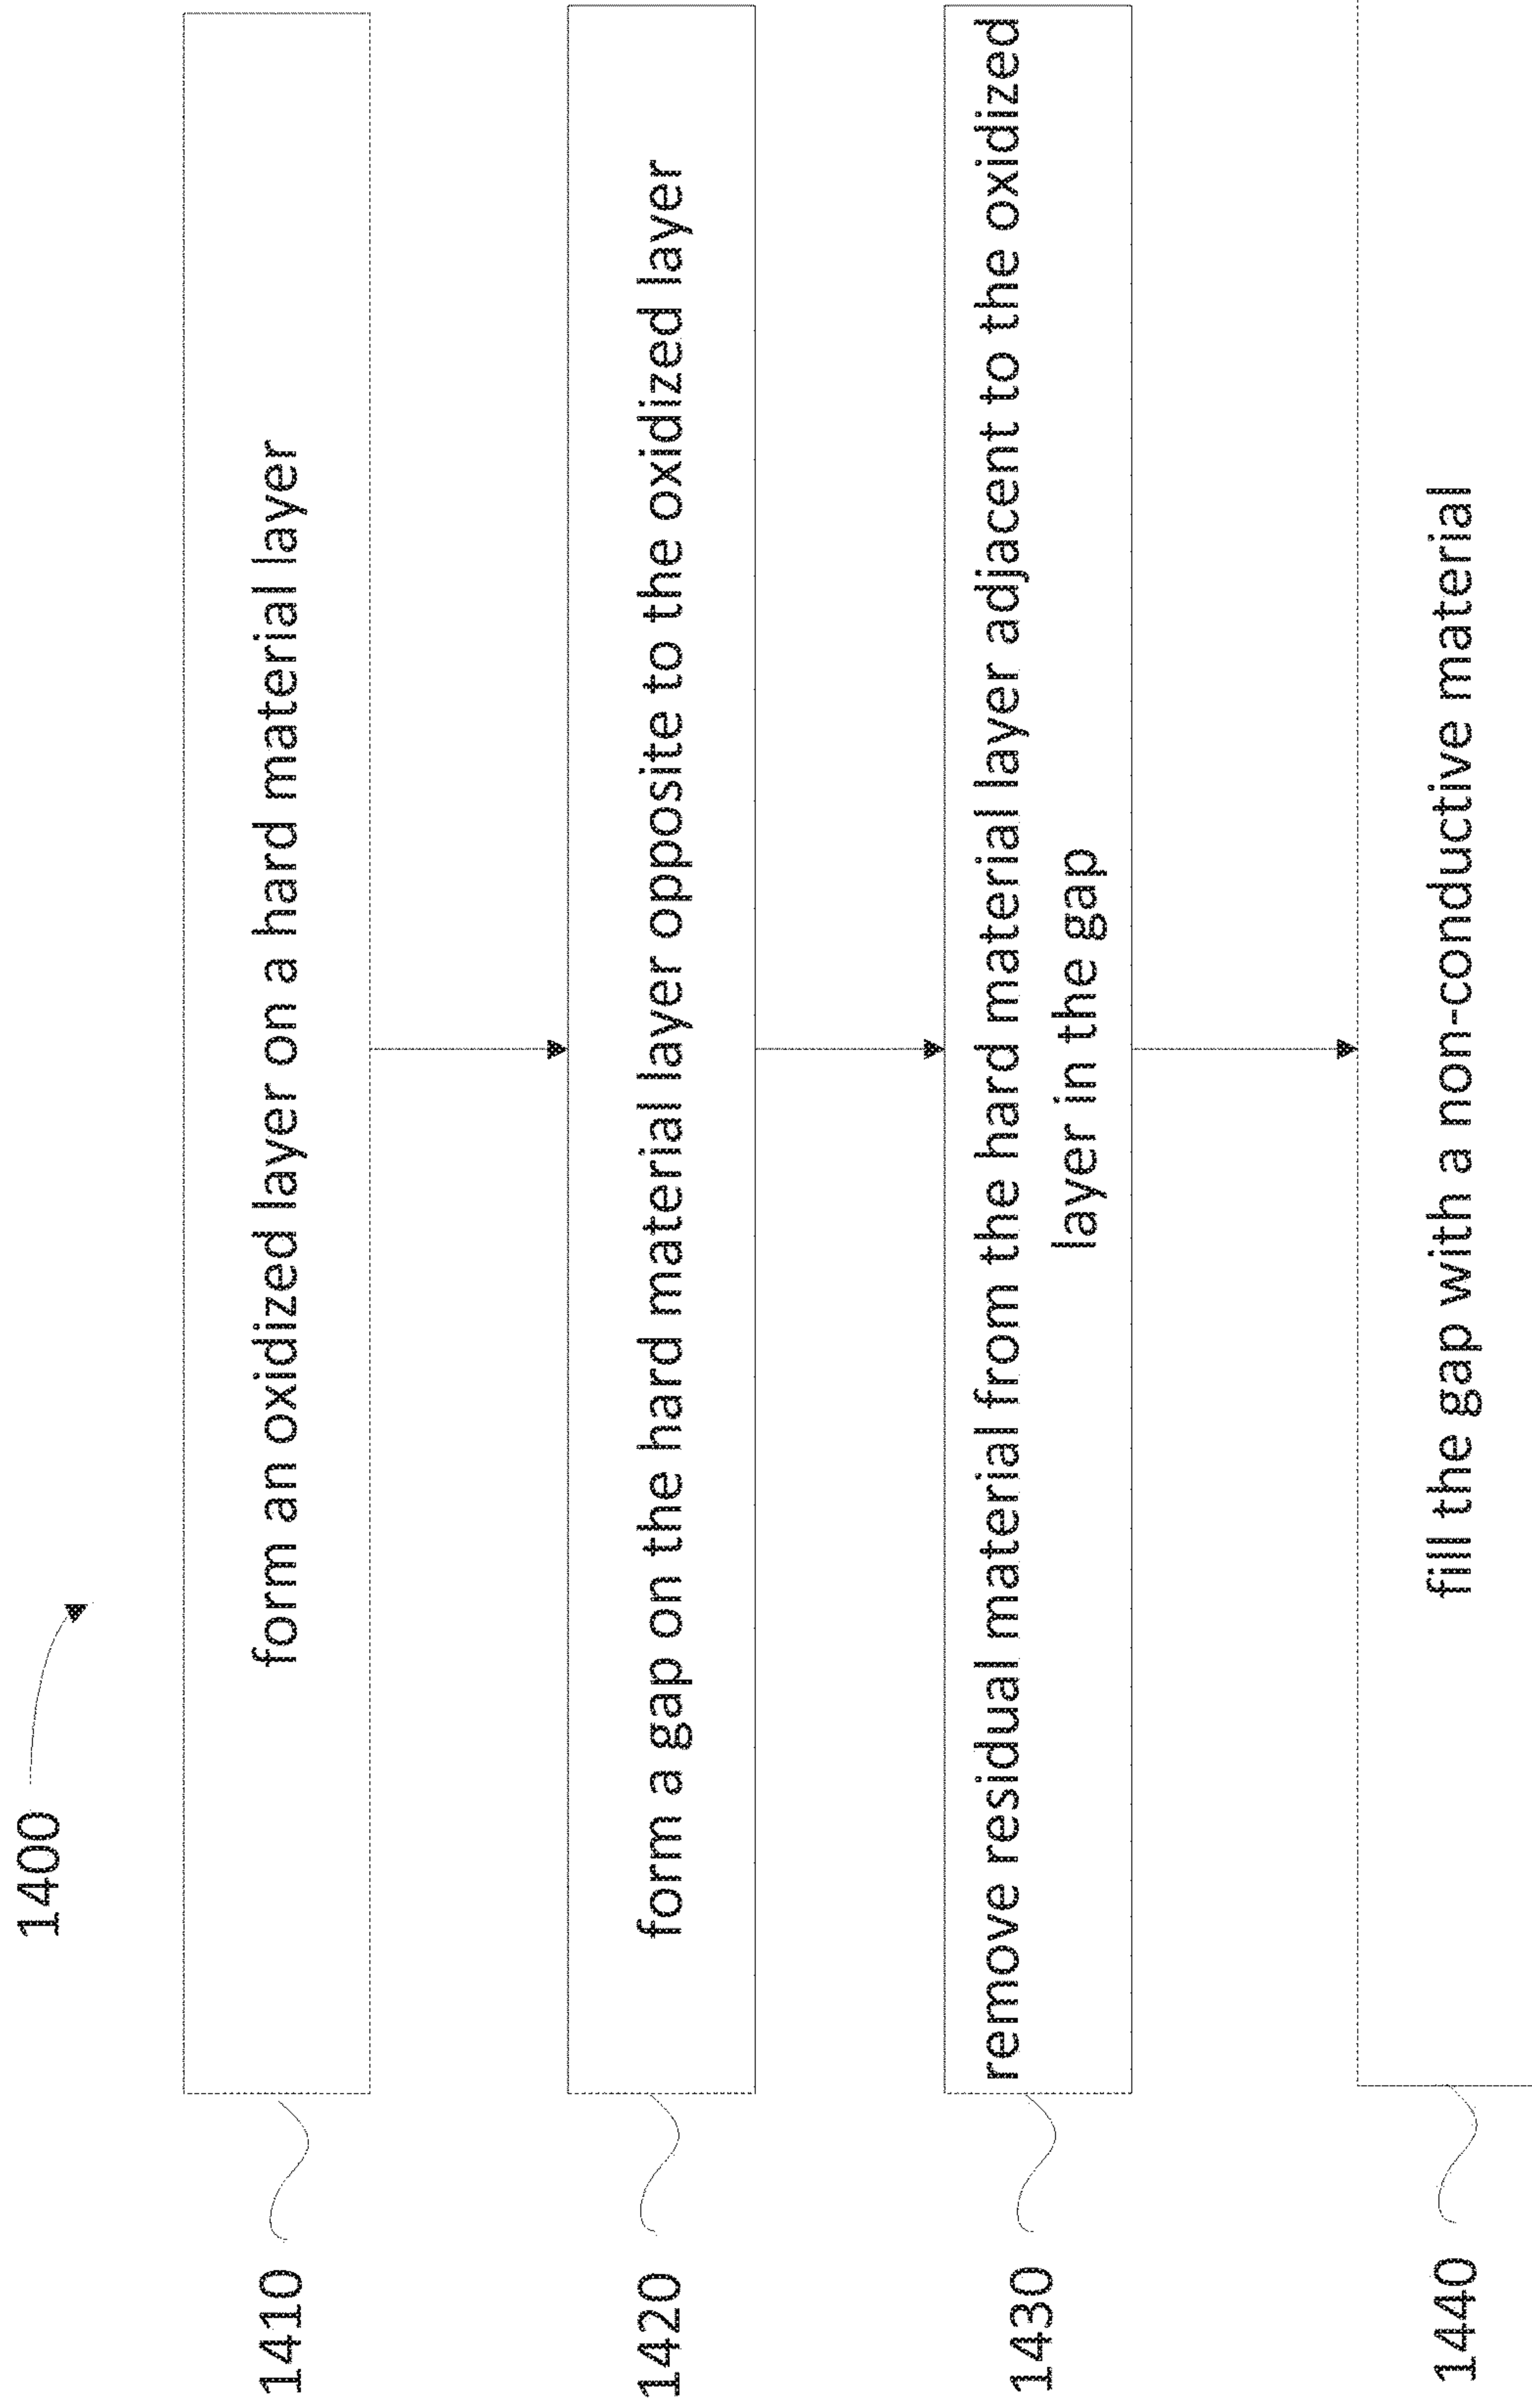 1400
1410
form an oxidized layer on a hard material layer
1420
form a gap on the hard material layer opposite to the oxidized layer
1430
remove residual material from the hard material layer adjacent to the oxidized
layer in the gap
1440
fill the gap with a non-conductive material